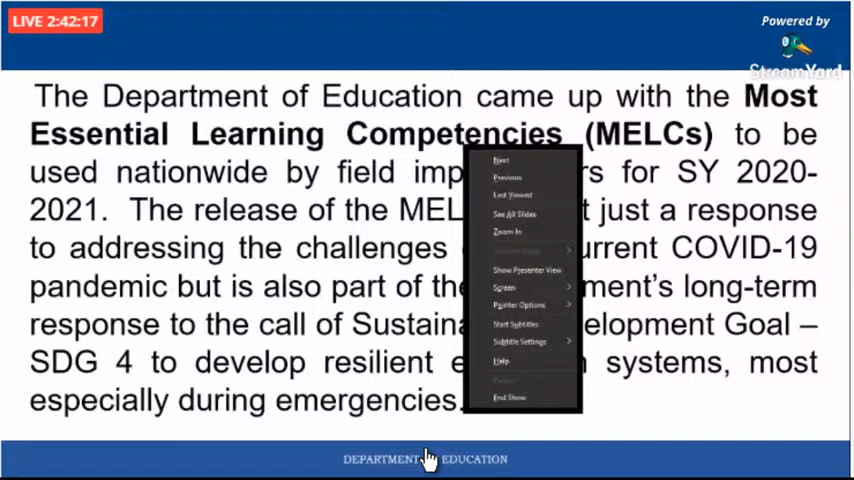 LIVE 2:42:17
Powered by
StreamYard
The Department of Education came up with the Most
Essential Learning Competencies (MELCs) to be
used nationwide by field imp rs for SY 2020-
2021. The release of the MEL t just a response
to addressing the challenges urrent COVID-19
pandemic but is also part of the ment's long-term
response to the call of Sustaina elopment Goal –
SDG 4 to develop resilient e n systems, most
especially during emergencies.
Next
Previous
Last Viewed
See All Slides
Zoom In
Show Presenter View
Screen
Pointer Options
Start Subtitles
Subtitle Settings
Help
End Show
DEPARTMENT EDUCATION